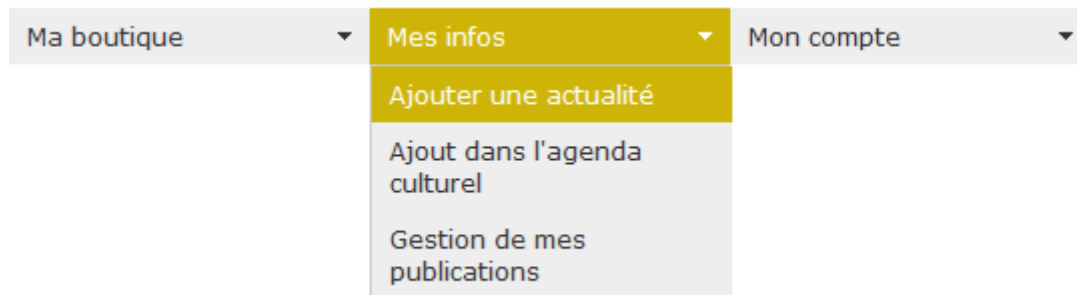 Ma boutique
Mes infos
Mon compte
Ajouter une actualité
Ajout dans l'agenda
culturel
Gestion de mes
publications